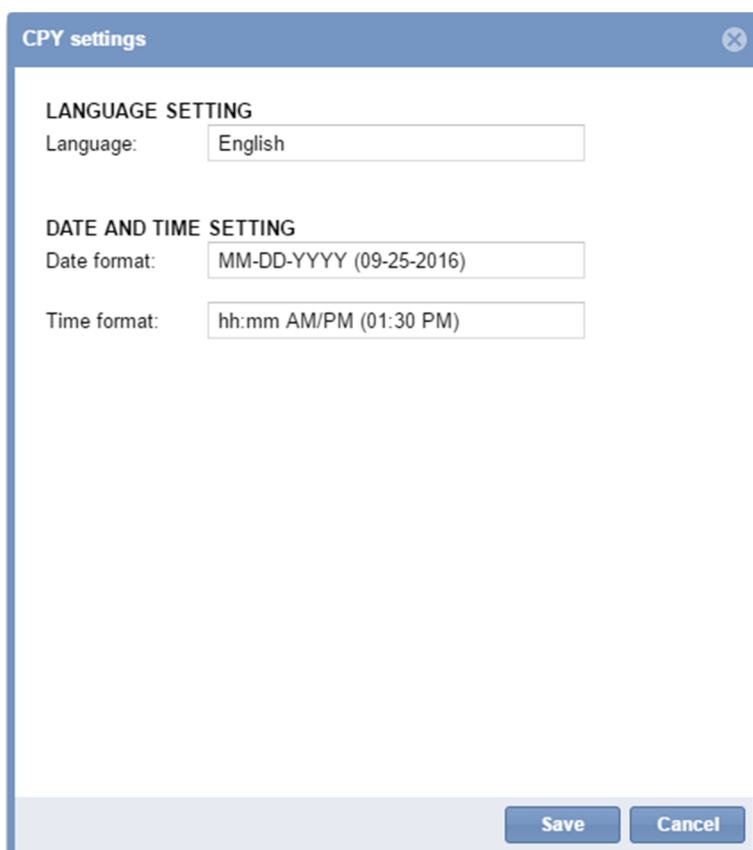 CPY settings
LANGUAGE SETTING
Language: English
DATE AND TIME SETTING
Date format: MM-DD-YYYY (09-25-2016)
Time format: hh:mm AM/PM (01:30 PM)
Save Cancel